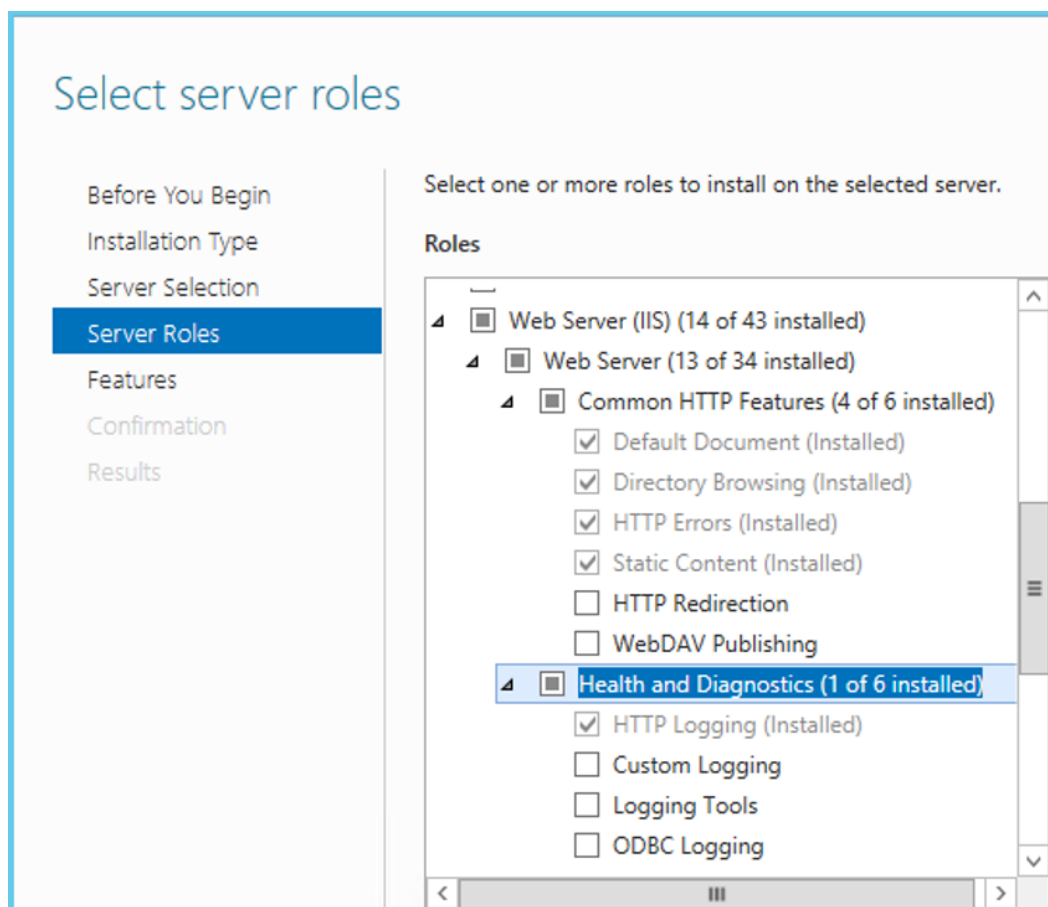 Select server roles
Before You Begin
Installation Type
Server Selection
Server Roles
Features
Confirmation
Results
Select one or more roles to install on the selected server.
Roles
Web Server (IIS) (14 of 43 installed)
Web Server (13 of 34 installed)
Common HTTP Features (4 of 6 installed)
Default Document (Installed)
Directory Browsing (Installed)
HTTP Errors (Installed)
Static Content (Installed)
HTTP Redirection
WebDAV Publishing
Health and Diagnostics (1 of 6 installed)
HTTP Logging (Installed)
Custom Logging
Logging Tools
ODBC Logging